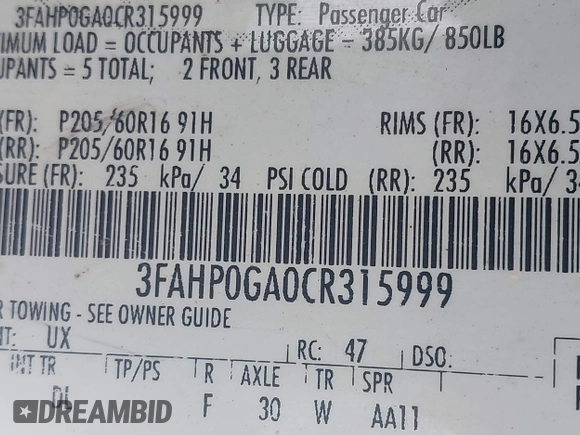 3FAHP0GA0CR315999 TYPE: Passenger Car
IMUM LOAD = OCCUPANTS + LUGGAGE = 385KG/ 850LB
UPANTS = 5 TOTAL; 2 FRONT, 3 REAR
(FR): P205/60R16 91H RIMS (FR): 16X6.5
(RR): P205/60R16 91H (RR): 16X6.5
SURE (FR): 235 kPa/ 34 PSI COLD (RR): 235 kPa/ 3
3FAHP0GA0CR315999
R TOWING - SEE OWNER GUIDE
NT: UX RC: 47 DSO:
INT TR TP/PS R AXLE TR SPR
DL F 30 W AA11
DREAMBID